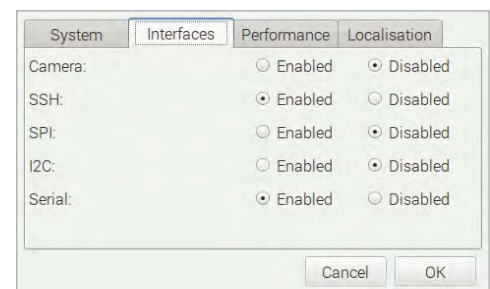 System Interfaces Performance Localisation
Camera: Enabled Disabled
SSH: Enabled Disabled
SPI: Enabled Disabled
I2C: Enabled Disabled
Serial: Enabled Disabled
Cancel OK